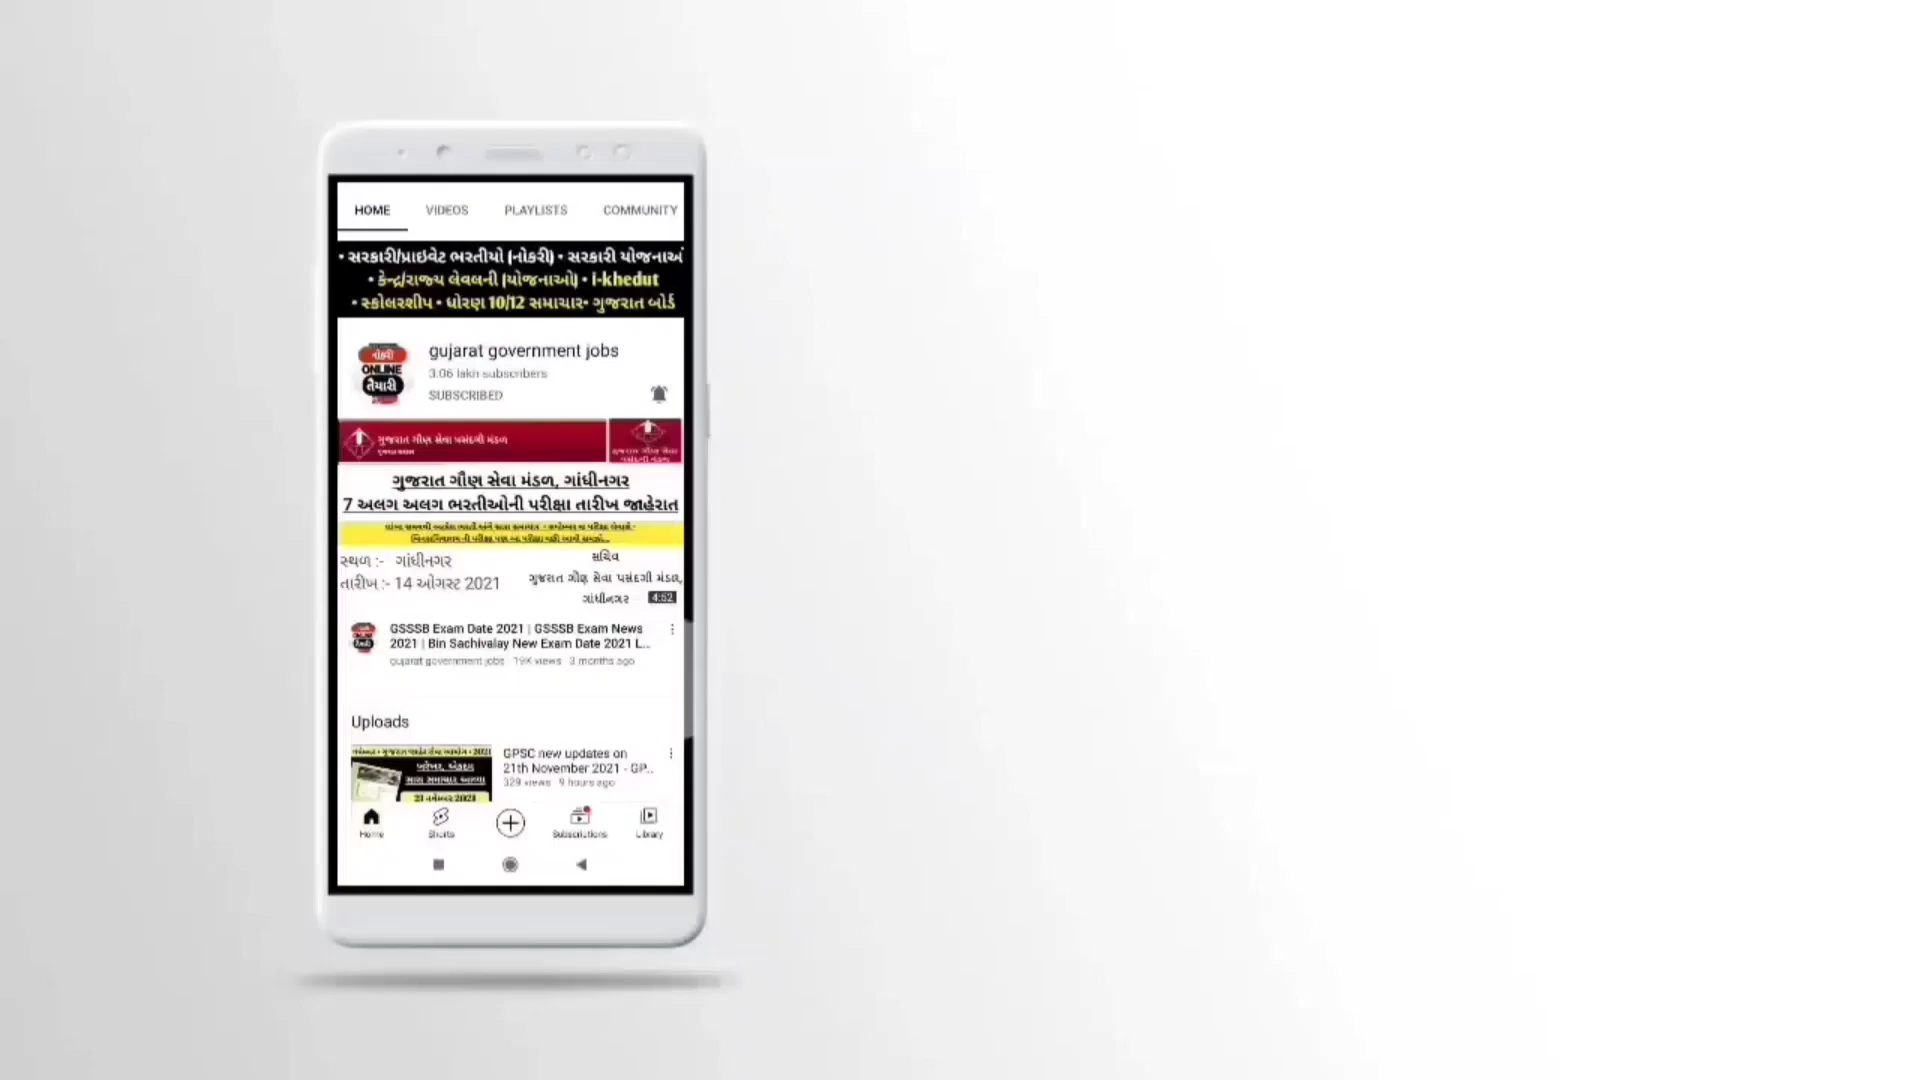 HOME VIDEOS PLAYLISTS COMMUNITY
• સરકારી/પ્રાઇવેટ ભરતીયો (નોકરી) • સરકારી યોજનાઓ
• કેન્દ્ર/રાજ્ય લેવલની (યોજનાઓ) • i-khedut
• સ્કોલરશીપ • ધોરણ 10/12 સમાચાર• ગુજરાત બોર્ડ
નોકરી
ONLINE
તૈયારી
gujarat government jobs
3.06 lakh subscribers
SUBSCRIBED
ગુજરાત ગૌણ સેવા પસંદગી મંડળ
ગુજરાત ગૌણ સેવા મંડળ, ગાંધીનગર
7 અલગ અલગ ભરતીઓની પરીક્ષા તારીખ જાહેરાત
સ્થળ :- ગાંધીનગર
તારીખ :- 14 ઓગસ્ટ 2021
સચિવ
ગુજરાત ગૌણ સેવા પસંદગી મંડળ,
ગાંધીનગર
4:52
GSSSB Exam Date 2021 | GSSSB Exam News
2021 | Bin Sachivalay New Exam Date 2021 L...
gujarat government jobs · 19K views · 3 months ago
Uploads
GPSC new updates on
21th November 2021 - GP...
329 views · 9 hours ago
21 નવેમ્બર 2021
Home Shorts Subscriptions Library